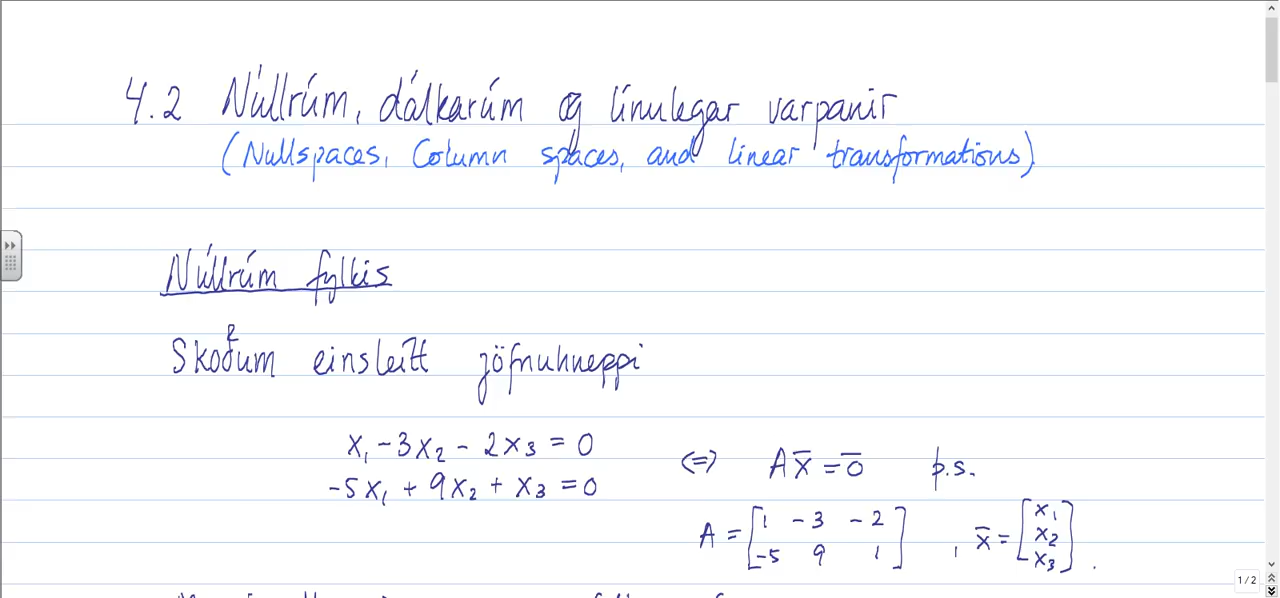 4.2 Núllrúm, dálkarúm og línulegar varpanir
(Nullspaces, Column spaces, and linear transformations)
Núllrúm fylkis
Skoðum einsleitt jöfnuhneppi
x₁ − 3x₂ − 2x₃ = 0
−5x₁ + 9x₂ + x₃ = 0
⇔ Ax̄ = 0̄ þ.s.
A = [1 −3 −2
−5 9 1] , x̄ = [x₁
x₂
x₃] .
1/2